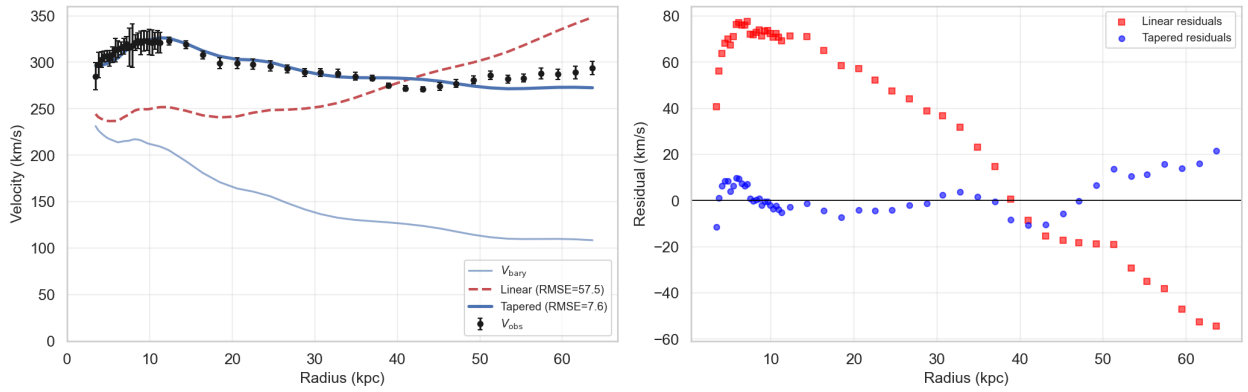 Velocity (km/s)
350
300
250
200
150
100
50
0
0 10 20 30 40 50 60
Radius (kpc)
V_bary
Linear (RMSE=57.5)
Tapered (RMSE=7.6)
V_obs
Residual (km/s)
80
60
40
20
0
−20
−40
−60
10 20 30 40 50 60
Radius (kpc)
Linear residuals
Tapered residuals